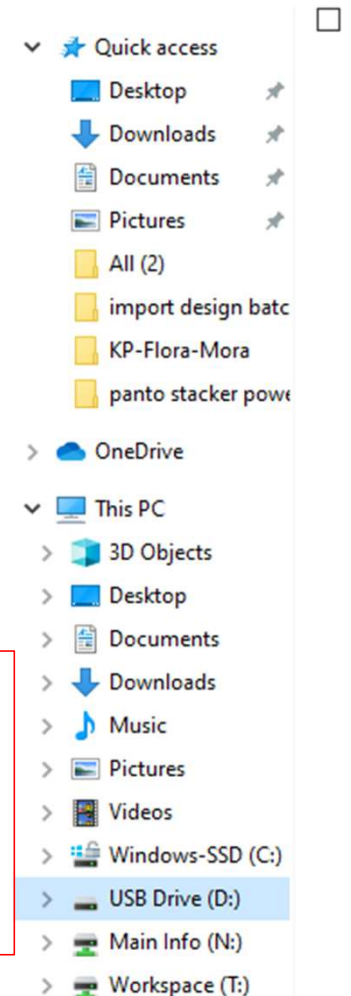 Quick access
Desktop
Downloads
Documents
Pictures
All (2)
import design batc
KP-Flora-Mora
panto stacker powe
OneDrive
This PC
3D Objects
Desktop
Documents
Downloads
Music
Pictures
Videos
Windows-SSD (C:)
USB Drive (D:)
Main Info (N:)
Workspace (T:)